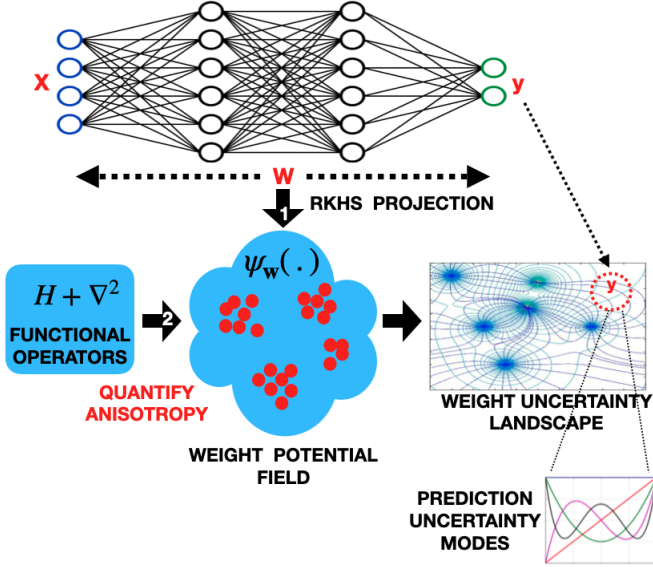 X
y
W
1
RKHS PROJECTION
ψ_w(.)
H + ∇²
FUNCTIONAL
OPERATORS
2
QUANTIFY
ANISOTROPY
WEIGHT POTENTIAL
FIELD
y
WEIGHT UNCERTAINTY
LANDSCAPE
PREDICTION
UNCERTAINTY
MODES